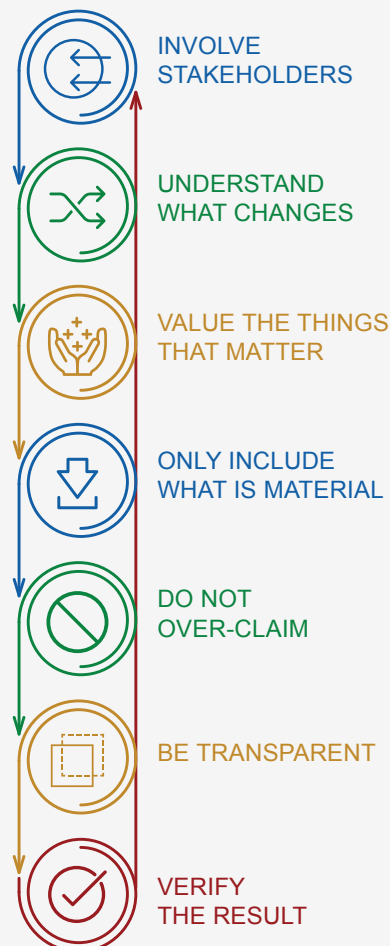 INVOLVE
STAKEHOLDERS
UNDERSTAND
WHAT CHANGES
VALUE THE THINGS
THAT MATTER
ONLY INCLUDE
WHAT IS MATERIAL
DO NOT
OVER-CLAIM
BE TRANSPARENT
VERIFY
THE RESULT